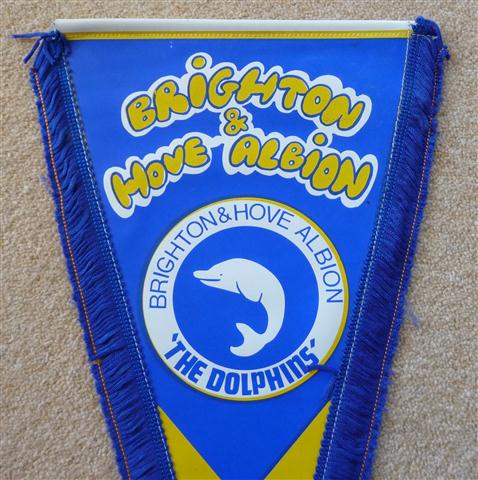 BRIGHTON
&
HOVE ALBION
BRIGHTON & HOVE ALBION
'THE DOLPHINS'